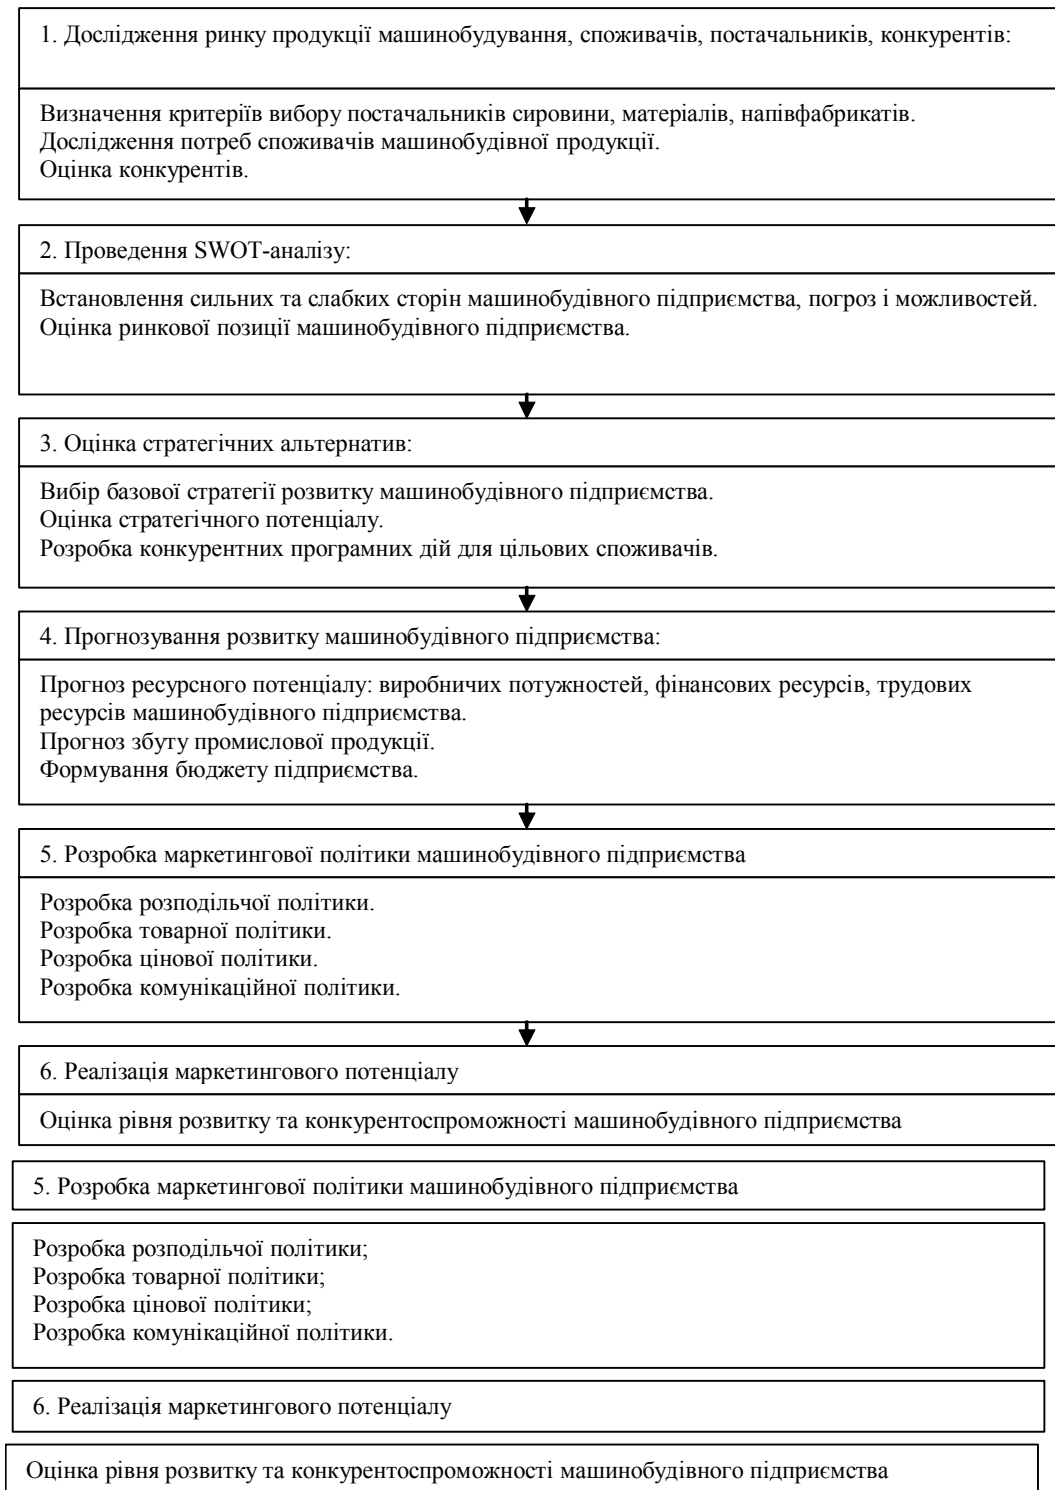 1. Дослідження ринку продукції машинобудування, споживачів, постачальників, конкурентів:
Визначення критеріїв вибору постачальників сировини, матеріалів, напівфабрикатів.
Дослідження потреб споживачів машинобудівної продукції.
Оцінка конкурентів.
2. Проведення SWOT-аналізу:
Встановлення сильних та слабких сторін машинобудівного підприємства, погроз і можливостей.
Оцінка ринкової позиції машинобудівного підприємства.
3. Оцінка стратегічних альтернатив:
Вибір базової стратегії розвитку машинобудівного підприємства.
Оцінка стратегічного потенціалу.
Розробка конкурентних програмних дій для цільових споживачів.
4. Прогнозування розвитку машинобудівного підприємства:
Прогноз ресурсного потенціалу: виробничих потужностей, фінансових ресурсів, трудових
ресурсів машинобудівного підприємства.
Прогноз збуту промислової продукції.
Формування бюджету підприємства.
5. Розробка маркетингової політики машинобудівного підприємства
Розробка розподільчої політики.
Розробка товарної політики.
Розробка цінової політики.
Розробка комунікаційної політики.
6. Реалізація маркетингового потенціалу
Оцінка рівня розвитку та конкурентоспроможності машинобудівного підприємства
5. Розробка маркетингової політики машинобудівного підприємства
Розробка розподільчої політики;
Розробка товарної політики;
Розробка цінової політики;
Розробка комунікаційної політики.
6. Реалізація маркетингового потенціалу
Оцінка рівня розвитку та конкурентоспроможності машинобудівного підприємства